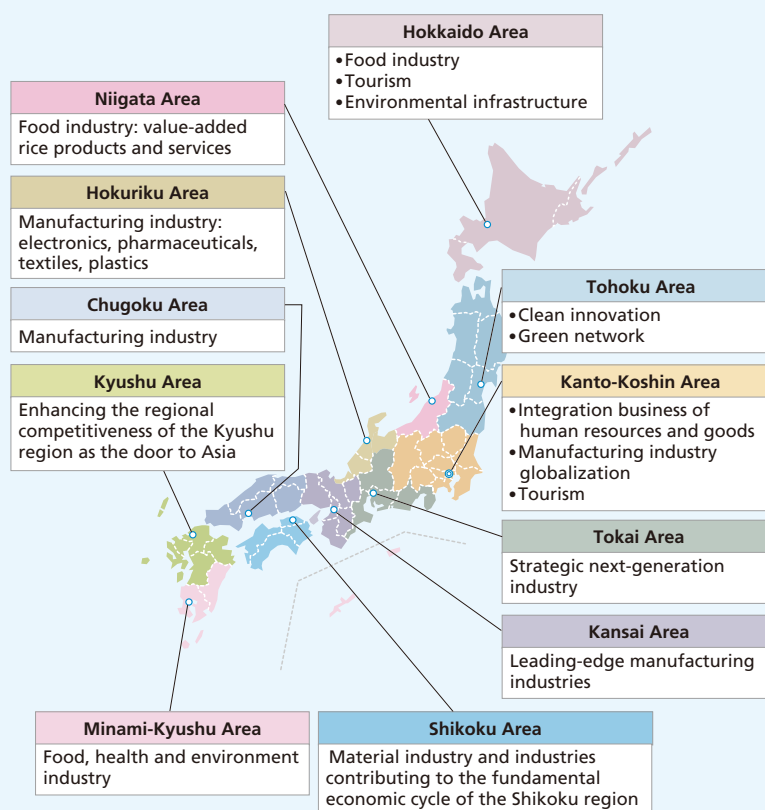 Hokkaido Area
•Food industry
•Tourism
•Environmental infrastructure
Niigata Area
Food industry: value-added
rice products and services
Hokuriku Area
Manufacturing industry:
electronics, pharmaceuticals,
textiles, plastics
Chugoku Area
Manufacturing industry
Kyushu Area
Enhancing the regional
competitiveness of the Kyushu
region as the door to Asia
Tohoku Area
•Clean innovation
•Green network
Kanto-Koshin Area
•Integration business of
human resources and goods
•Manufacturing industry
globalization
•Tourism
Tokai Area
Strategic next-generation
industry
Kansai Area
Leading-edge manufacturing
industries
Minami-Kyushu Area
Food, health and environment
industry
Shikoku Area
Material industry and industries
contributing to the fundamental
economic cycle of the Shikoku region